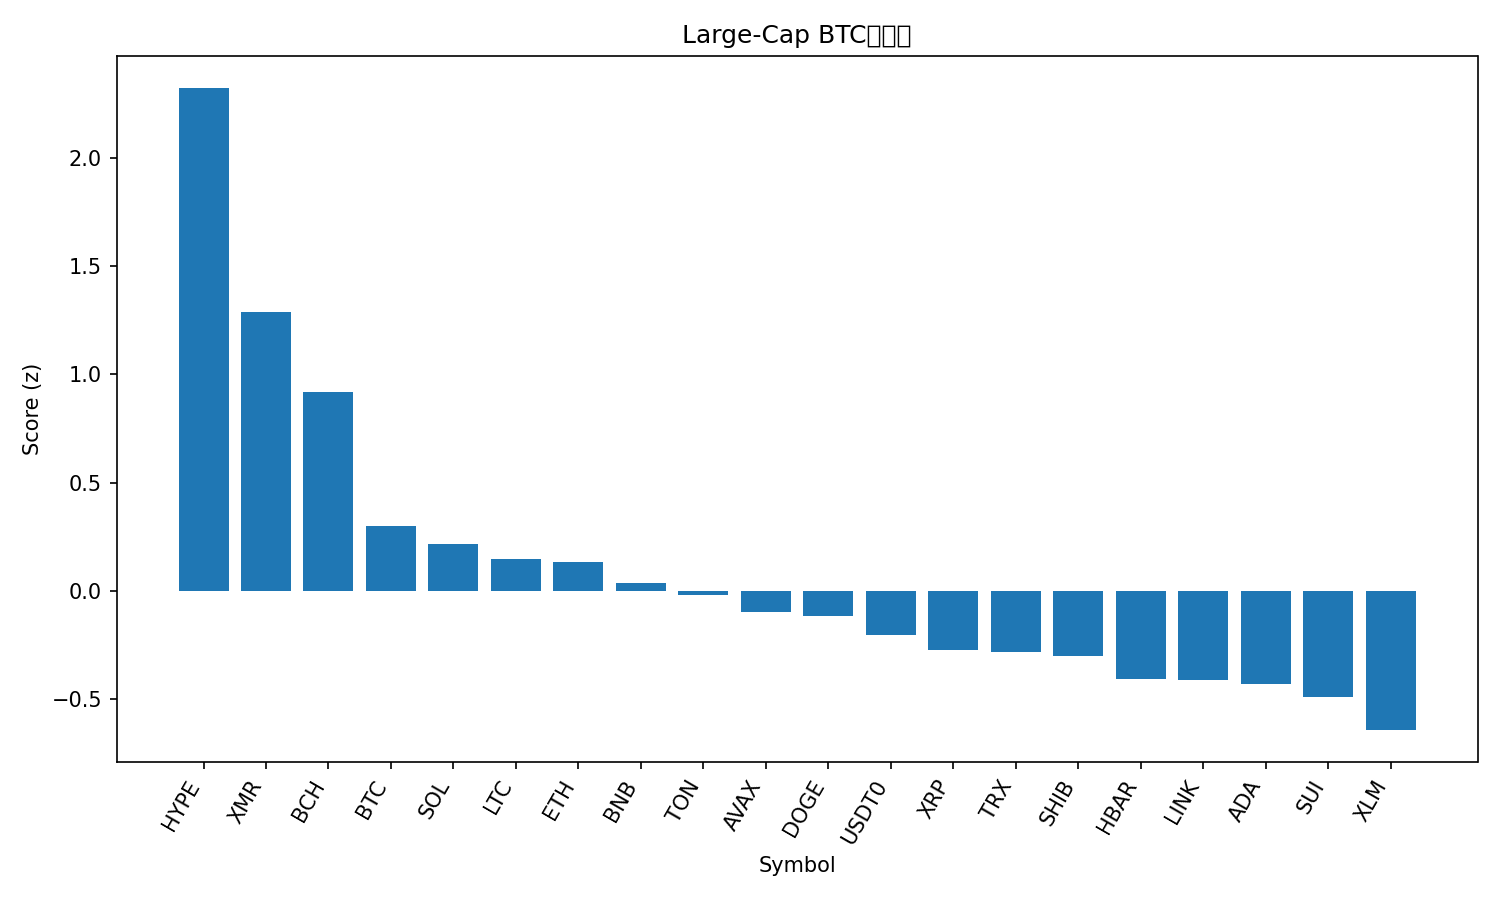 Large-Cap BTC
Score (z)
2.0
1.5
1.0
0.5
0.0
−0.5
HYPE
XMR
BCH
BTC
SOL
LTC
ETH
BNB
TON
AVAX
DOGE
USDT0
XRP
TRX
SHIB
HBAR
LINK
ADA
SUI
XLM
Symbol